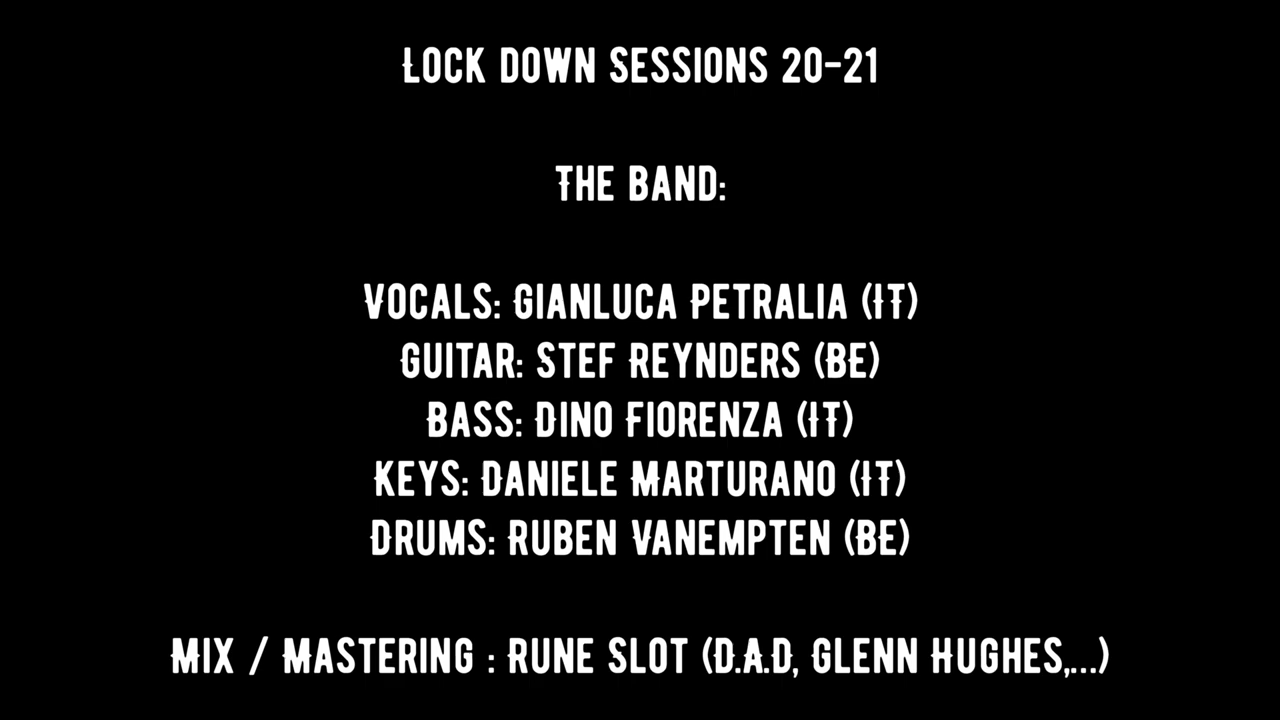 Lock down Sessions 20-21
The band:
Vocals: Gianluca Petralia (IT)
Guitar: Stef Reynders (BE)
Bass: Dino Fiorenza (IT)
Keys: Daniele Marturano (IT)
Drums: Ruben Vanempten (BE)
Mix / Mastering : Rune Slot (D.A.D, Glenn Hughes,...)